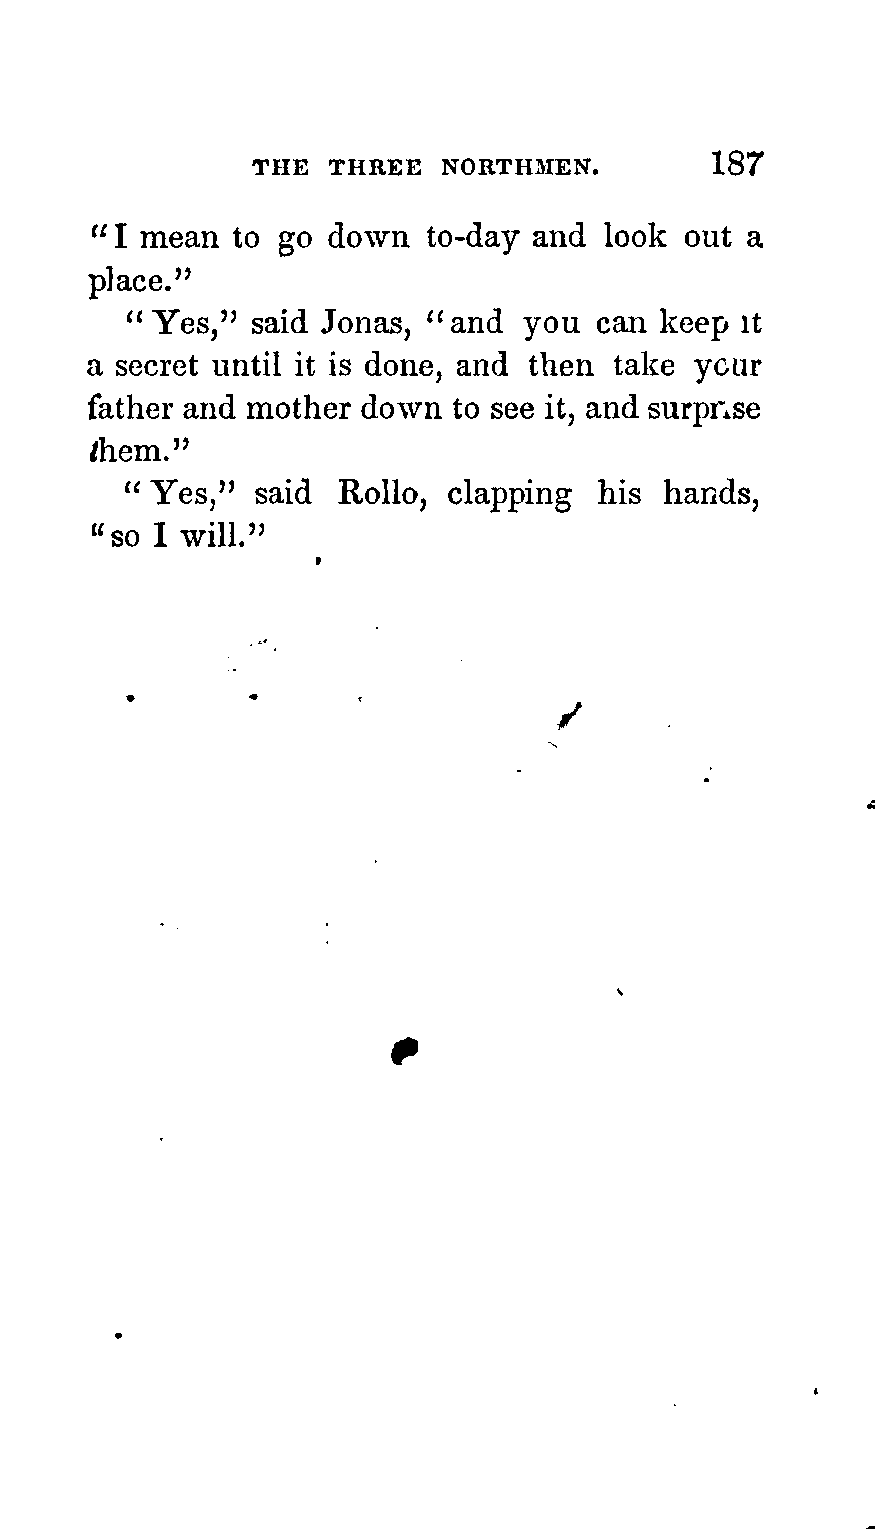 THE THREE NORTHMEN. 187
“I mean to go down to-day and look out a
place.”
“Yes,” said Jonas, “and you can keep it
a secret until it is done, and then take your
father and mother down to see it, and surprise
them.”
“Yes,” said Rollo, clapping his hands,
“so I will.”